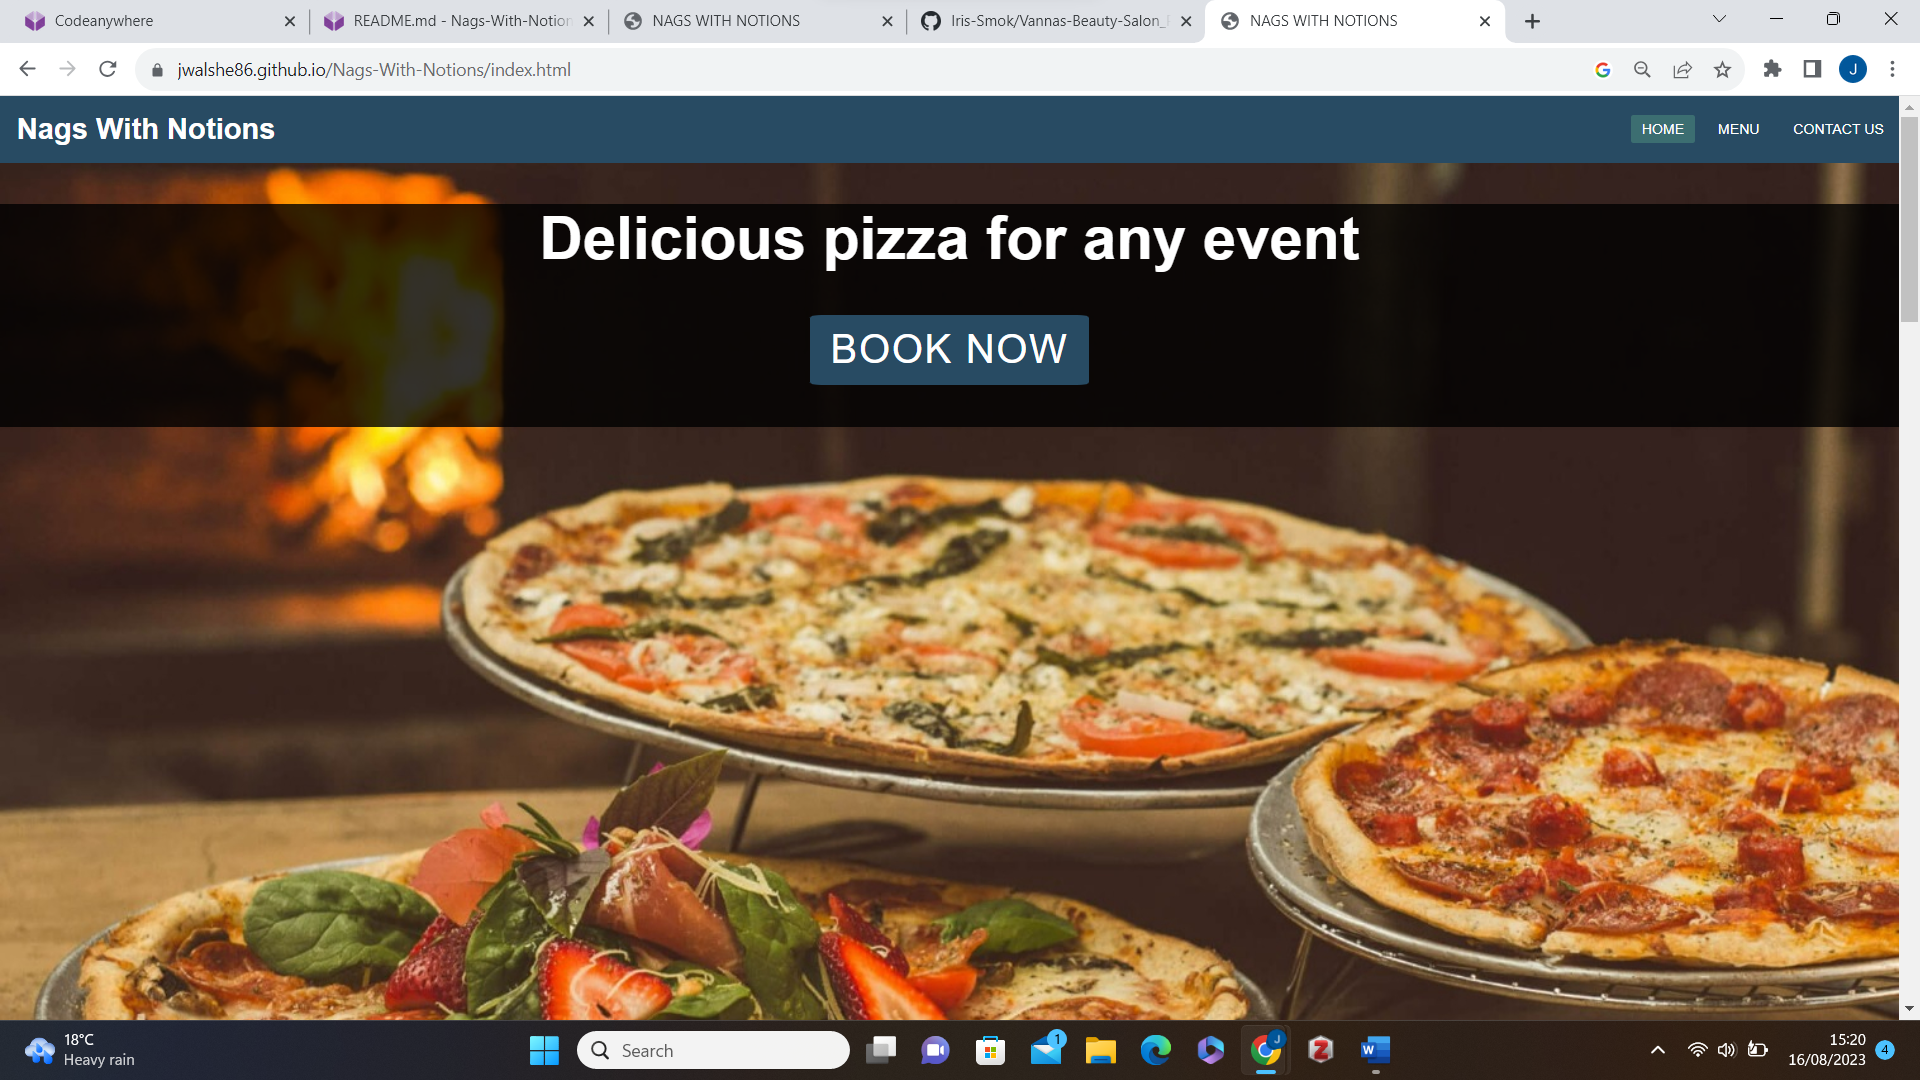 Codeanywhere
README.md - Nags-With-Notion
NAGS WITH NOTIONS
Iris-Smok/Vannas-Beauty-Salon_
NAGS WITH NOTIONS
jwalshe86.github.io/Nags-With-Notions/index.html
J
Nags With Notions
HOME
MENU
CONTACT US
Delicious pizza for any event
BOOK NOW
18°C
Heavy rain
Search
1
J
Z
W
15:20
16/08/2023
4